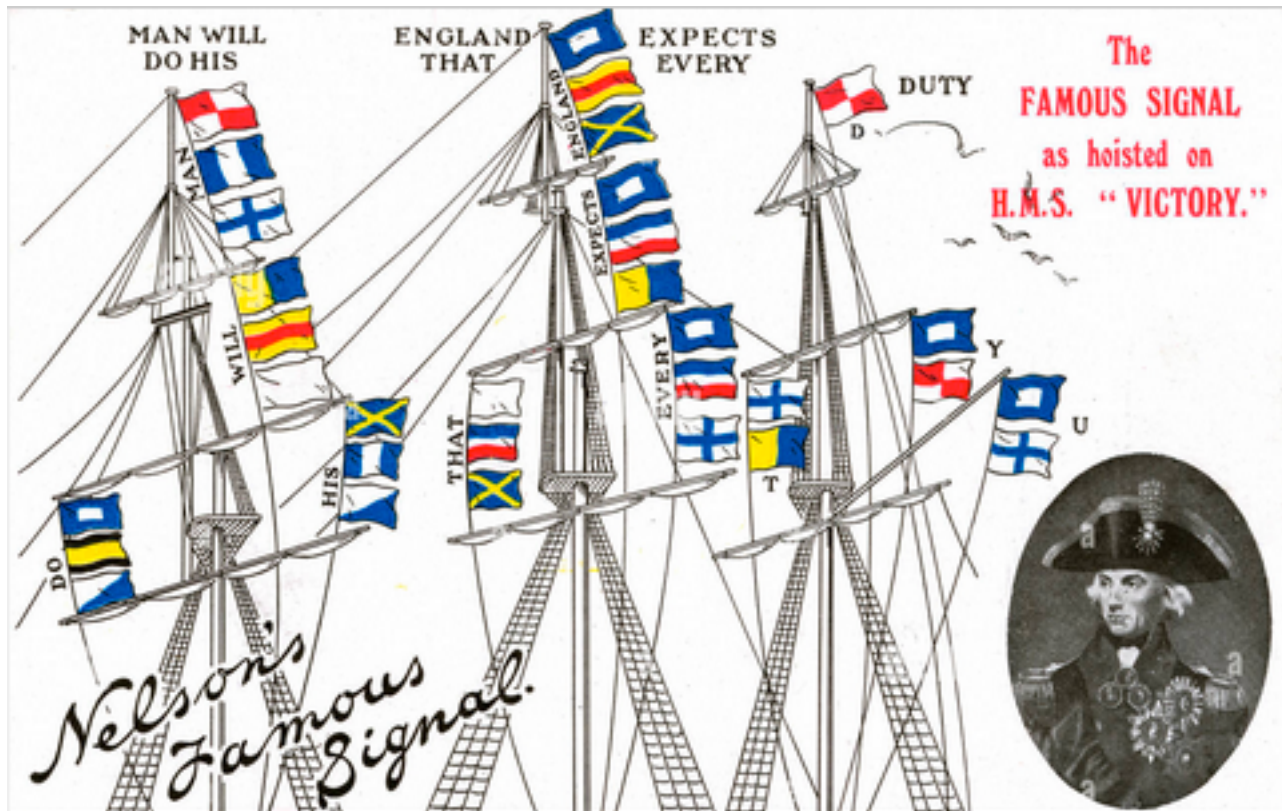 MAN WILL
DO HIS
ENGLAND
THAT
EXPECTS
EVERY
DUTY
The
FAMOUS SIGNAL
as hoisted on
H.M.S. “VICTORY.”
MAN
WILL
DO
HIS
ENGLAND
EXPECTS
THAT
EVERY
D
Y
U
T
Nelson's
Famous
Signal.
a
a
a